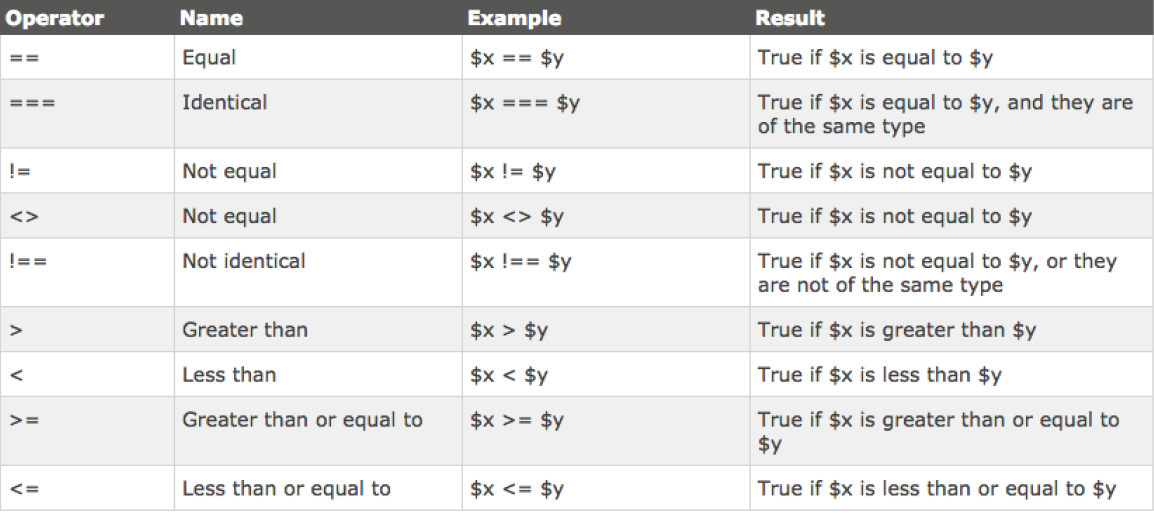 Operator Name Example Result
== Equal $x == $y True if $x is equal to $y
=== Identical $x === $y True if $x is equal to $y, and they are
of the same type
!= Not equal $x != $y True if $x is not equal to $y
<> Not equal $x <> $y True if $x is not equal to $y
!== Not identical $x !== $y True if $x is not equal to $y, or they
are not of the same type
> Greater than $x > $y True if $x is greater than $y
< Less than $x < $y True if $x is less than $y
>= Greater than or equal to $x >= $y True if $x is greater than or equal to
$y
<= Less than or equal to $x <= $y True if $x is less than or equal to $y